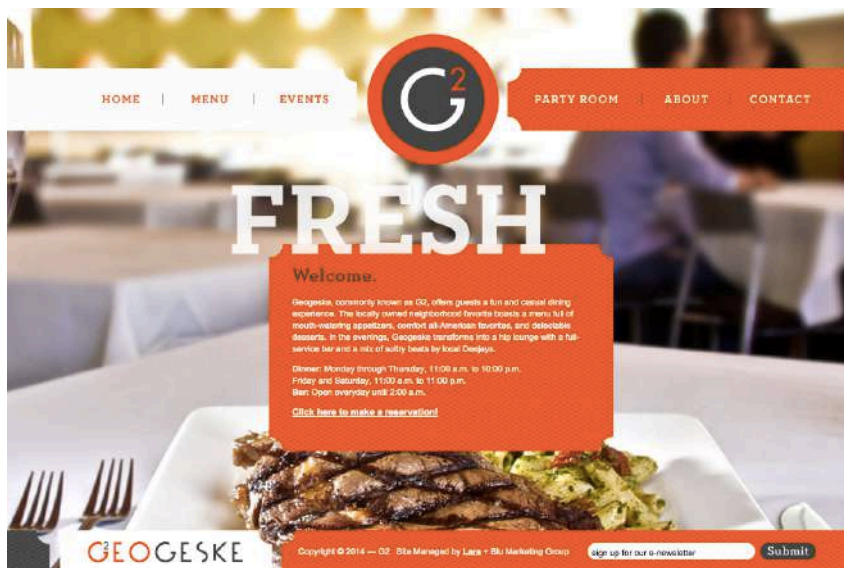 HOME | MENU | EVENTS
G2
PARTY ROOM | ABOUT | CONTACT
FRESH
Welcome.
Geogeske, commonly known as G2, offers guests a fun and casual dining
experience. The locally owned neighborhood favorite boasts a menu full of
mouth-watering appetizers, comfort all-American favorites, and delectable
desserts. In the evenings, Geogeske transforms into a hip lounge with a full-
service bar and a mix of sultry beats by local Deejays.
Dinner: Monday through Thursday, 11:00 a.m. to 10:00 p.m.
Friday and Saturday, 11:00 a.m. to 11:00 p.m.
Bar: Open everyday until 2:00 a.m.
Click here to make a reservation!
G2EOGESKE
Copyright © 2014 — G2 Site Managed by Lara + Blu Marketing Group
sign up for our e-newsletter
Submit